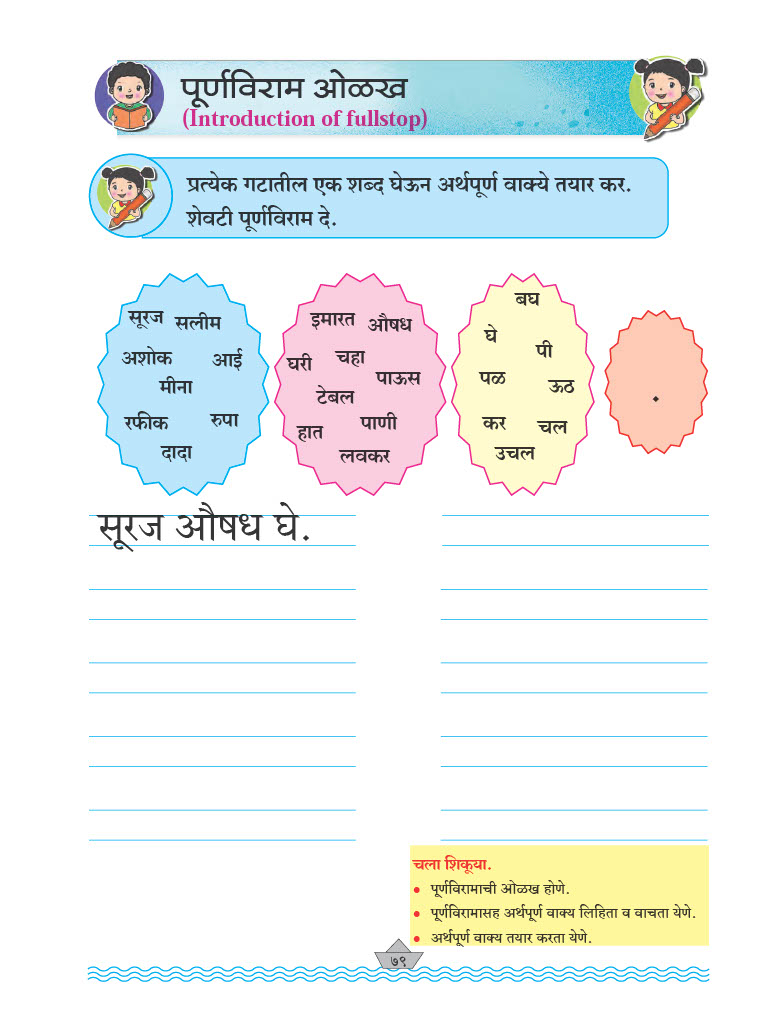 पूर्णविराम ओळख
(Introduction of fullstop)
प्रत्येक गटातील एक शब्द घेऊन अर्थपूर्ण वाक्ये तयार कर.
शेवटी पूर्णविराम दे.
सूरज सलीम
अशोक आई
मीना
रफीक रुपा
दादा
इमारत औषध
घरी चहा
पाऊस
टेबल
हात पाणी
लवकर
बघ
घे
पी
पळ
ऊठ
कर चल
उचल
.
सूरज औषध घे.
चला शिकूया.
• पूर्णविरामाची ओळख होणे.
• पूर्णविरामासह अर्थपूर्ण वाक्य लिहिता व वाचता येणे.
• अर्थपूर्ण वाक्य तयार करता येणे.
७९